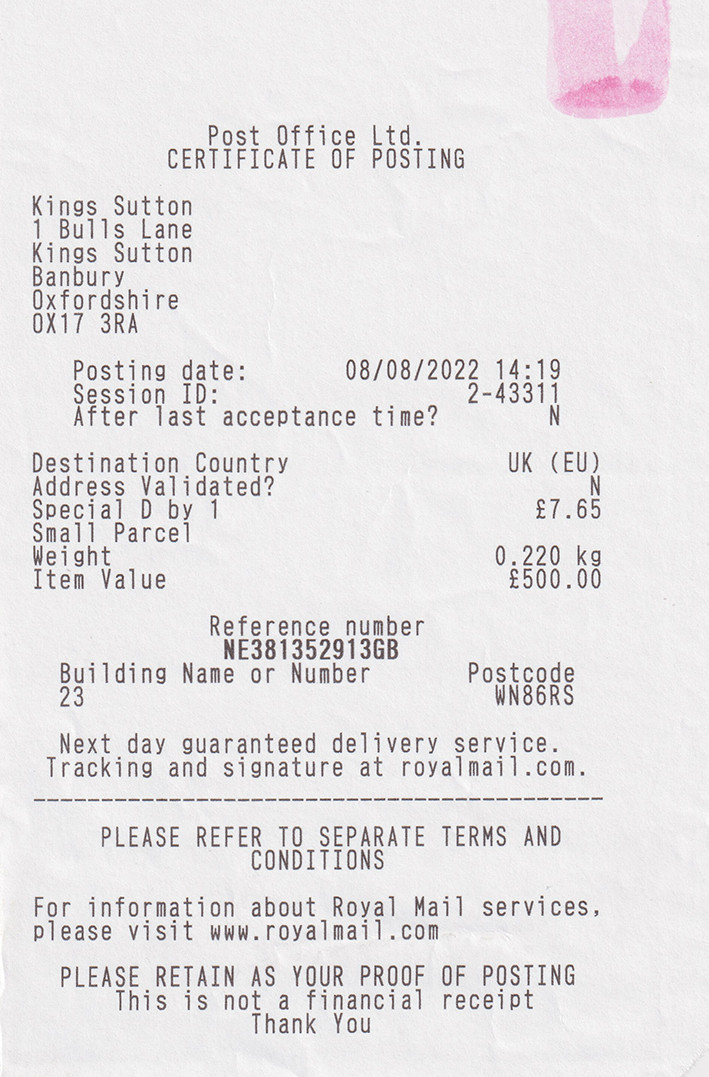 Post Office Ltd.
CERTIFICATE OF POSTING
Kings Sutton
1 Bulls Lane
Kings Sutton
Banbury
Oxfordshire
OX17 3RA
Posting date: 08/08/2022 14:19
Session ID: 2-43311
After last acceptance time? N
Destination Country UK (EU)
Address Validated? N
Special D by 1 £7.65
Small Parcel
Weight 0.220 kg
Item Value £500.00
Reference number
NE381352913GB
Building Name or Number Postcode
23 WN86RS
Next day guaranteed delivery service.
Tracking and signature at royalmail.com.
-------------------------------------------
PLEASE REFER TO SEPARATE TERMS AND
CONDITIONS
For information about Royal Mail services,
please visit www.royalmail.com
PLEASE RETAIN AS YOUR PROOF OF POSTING
This is not a financial receipt
Thank You